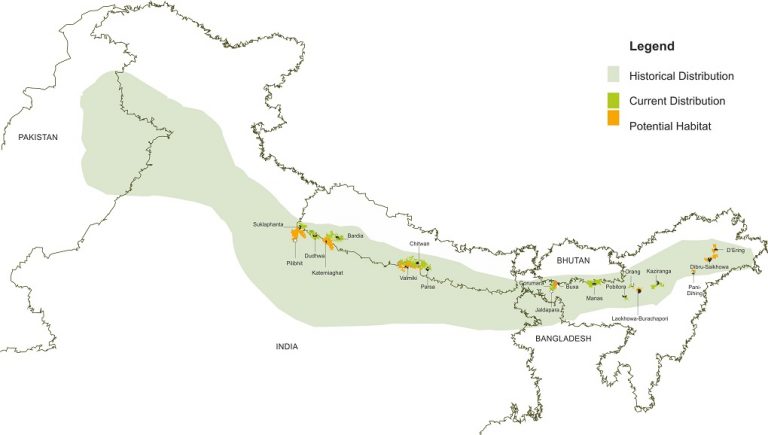 Legend
Historical Distribution
Current Distribution
Potential Habitat
PAKISTAN
Suklaphanta
Bardia
Chitwan
Pilibhit
Dudhwa
Katerniaghat
Valmiki
Parsa
BHUTAN
D'Ering
Gorumara
Buxa
Manas
Pobitora
Orang
Kaziranga
Dibru-Saikhowa
Pani-
Dihing
Jaldapara
Laokhowa-Burachapori
BANGLADESH
INDIA